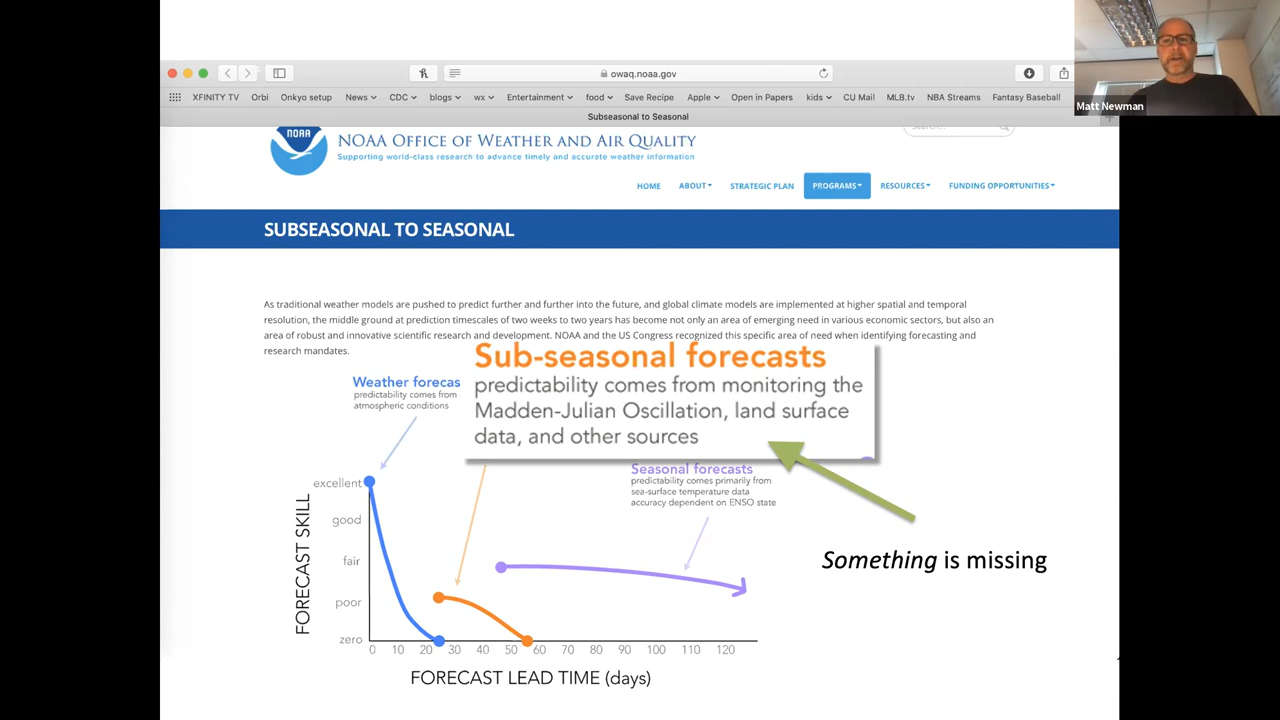 owaq.noaa.gov
XFINITY TV Orbi Onkyo setup News CDC blogs wx Entertainment food Save Recipe Apple Open in Papers kids CU Mail MLB.tv NBA Streams Fantasy Baseball
Matt Newman
Subseasonal to Seasonal
NOAA
NOAA OFFICE OF WEATHER AND AIR QUALITY
Supporting world-class research to advance timely and accurate weather information
HOME ABOUT STRATEGIC PLAN PROGRAMS RESOURCES FUNDING OPPORTUNITIES
SUBSEASONAL TO SEASONAL
As traditional weather models are pushed to predict further and further into the future, and global climate models are implemented at higher spatial and temporal
resolution, the middle ground at prediction timescales of two weeks to two years has become not only an area of emerging need in various economic sectors, but also an
area of robust and innovative scientific research and development. NOAA and the US Congress recognized this specific area of need when identifying forecasting and
research mandates.
Sub-seasonal forecasts
predictability comes from monitoring the
Madden-Julian Oscillation, land surface
data, and other sources
Weather forecas
predictability comes from
atmospheric conditions
Seasonal forecasts
predictability comes primarily from
sea-surface temperature data
accuracy dependent on ENSO state
Something is missing
FORECAST SKILL
excellent
good
fair
poor
zero
0 10 20 30 40 50 60 70 80 90 100 110 120
FORECAST LEAD TIME (days)